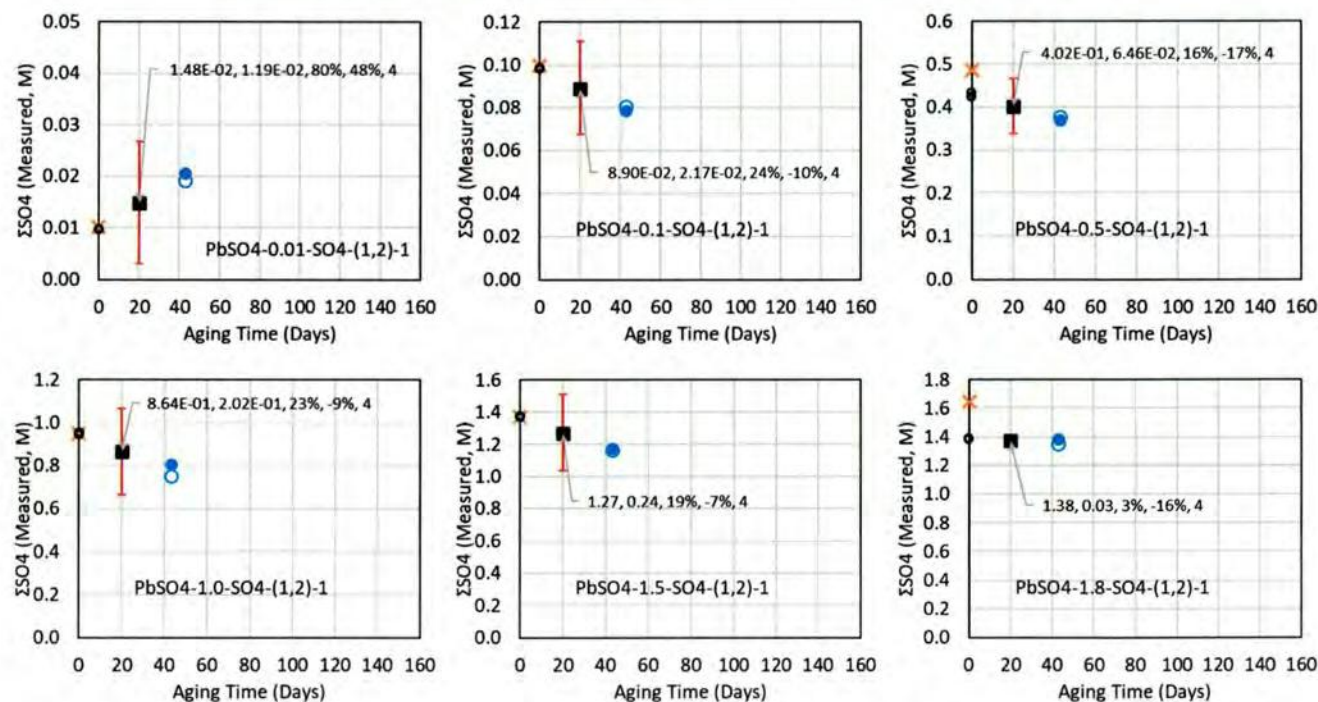 ΣSO4 (Measured, M)
0.05
0.04
0.03
0.02
0.01
0.00
1.48E-02, 1.19E-02, 80%, 48%, 4
PbSO4-0.01-SO4-(1,2)-1
0 20 40 60 80 100 120 140 160
Aging Time (Days)
ΣSO4 (Measured, M)
0.12
0.10
0.08
0.06
0.04
0.02
0.00
8.90E-02, 2.17E-02, 24%, -10%, 4
PbSO4-0.1-SO4-(1,2)-1
0 20 40 60 80 100 120 140 160
Aging Time (Days)
ΣSO4 (Measured, M)
0.6
0.5
0.4
0.3
0.2
0.1
0.0
4.02E-01, 6.46E-02, 16%, -17%, 4
PbSO4-0.5-SO4-(1,2)-1
0 20 40 60 80 100 120 140 160
Aging Time (Days)
ΣSO4 (Measured, M)
1.2
1.0
0.8
0.6
0.4
0.2
0.0
8.64E-01, 2.02E-01, 23%, -9%, 4
PbSO4-1.0-SO4-(1,2)-1
0 20 40 60 80 100 120 140 160
Aging Time (Days)
ΣSO4 (Measured, M)
1.6
1.4
1.2
1.0
0.8
0.6
0.4
0.2
0.0
1.27, 0.24, 19%, -7%, 4
PbSO4-1.5-SO4-(1,2)-1
0 20 40 60 80 100 120 140 160
Aging Time (Days)
ΣSO4 (Measured, M)
1.8
1.6
1.4
1.2
1.0
0.8
0.6
0.4
0.2
0.0
1.38, 0.03, 3%, -16%, 4
PbSO4-1.8-SO4-(1,2)-1
0 20 40 60 80 100 120 140 160
Aging Time (Days)